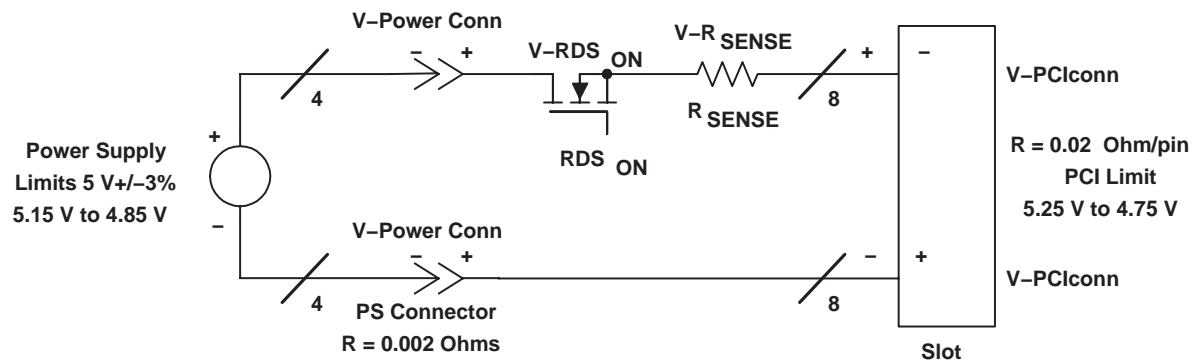 V–Power Conn
– +
V–RDS ON
V–R SENSE
+
–
4
8
V–PCIconn
R SENSE
RDS ON
+
Power Supply
Limits 5 V+/–3%
5.15 V to 4.85 V
–
R = 0.02 Ohm/pin
PCI Limit
5.25 V to 4.75 V
V–Power Conn
– +
–
+
4
8
V–PCIconn
PS Connector
R = 0.002 Ohms
Slot